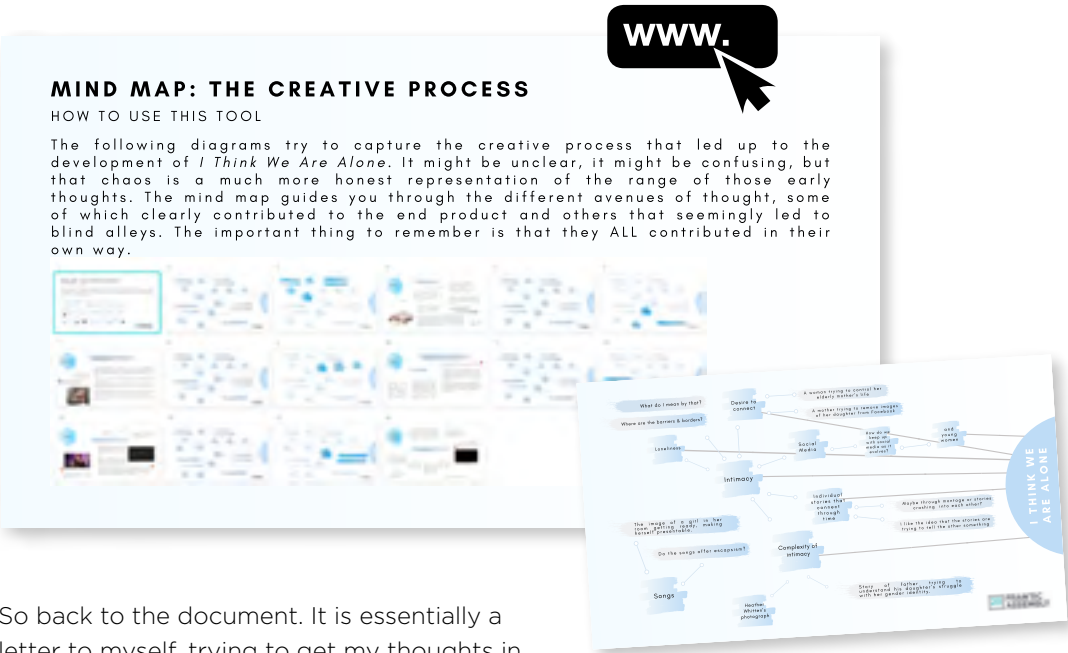 www.
MIND MAP: THE CREATIVE PROCESS
HOW TO USE THIS TOOL
The following diagrams try to capture the creative process that led up to the
development of I Think We Are Alone. It might be unclear, it might be confusing, but
that chaos is a much more honest representation of the range of those early
thoughts. The mind map guides you through the different avenues of thought, some
of which clearly contributed to the end product and others that seemingly led to
blind alleys. The important thing to remember is that they ALL contributed in their
own way.
What do I mean by that?
Where are the barriers & borders?
Desire to
connect
A woman trying to control her
elderly mother's life
A mother trying to remove images
of her daughter from Facebook
Loneliness
Social
Media
How do we
keep up
with social
media as it
evolves?
and
young
women
Intimacy
Individual
stories that
connect
through
time
Maybe through montage or stories
crashing into each other?
I like the idea that the stories are
trying to tell the other something
I THINK WE
ARE ALONE
The image of a girl in her
room getting ready, making
herself presentable.
Do the songs offer escapism?
Complexity of
intimacy
Songs
Heather
Whitten's
photograph
Story of father trying to
understand his daughter's struggle
with her gender identity.
FRANTIC
ASSEMBLY
So back to the document. It is essentially a
letter to myself, trying to get my thoughts in